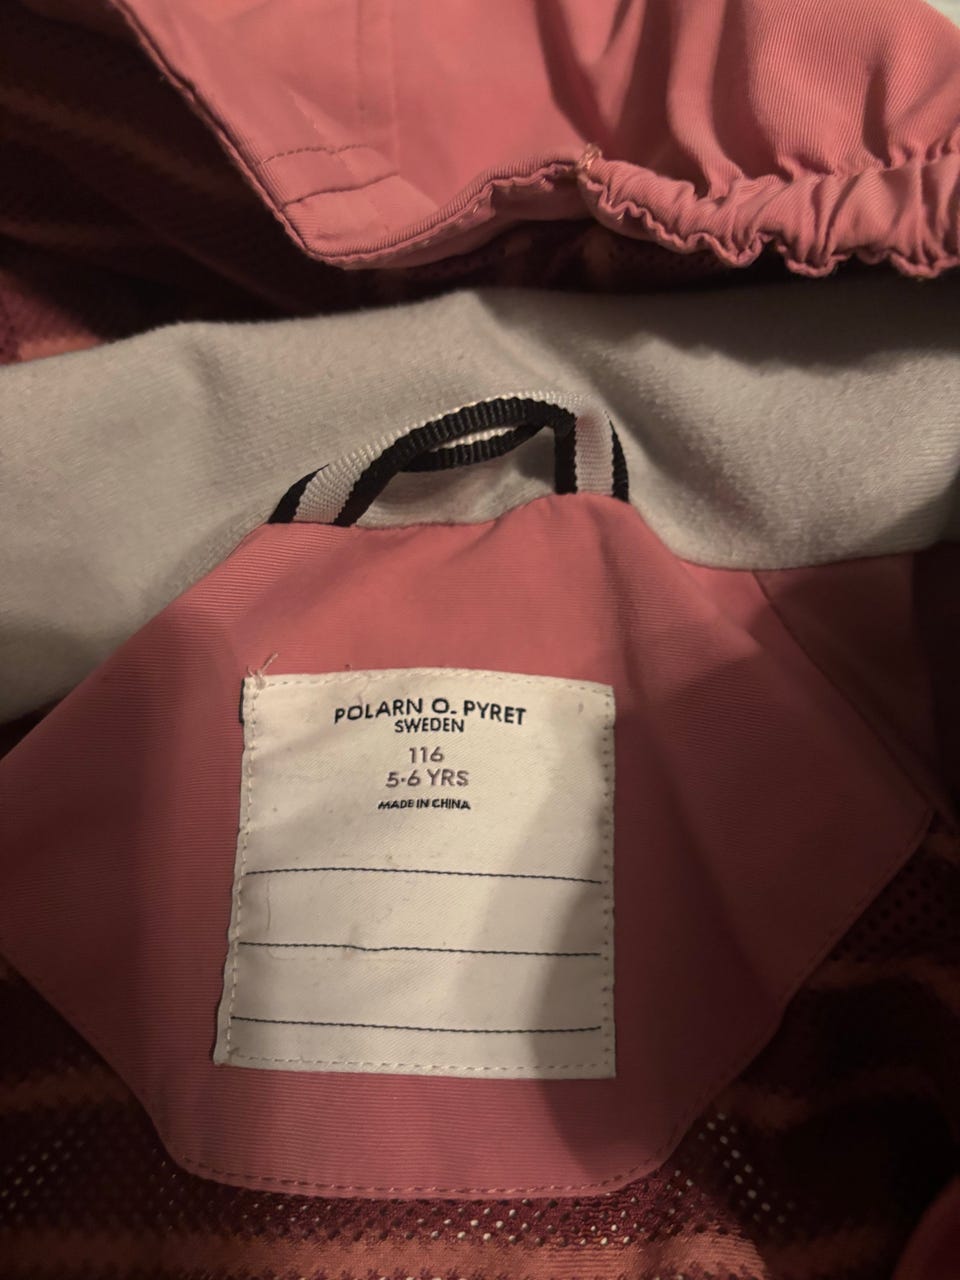 POLARN O. PYRET
SWEDEN
116
5-6 YRS
MADE IN CHINA